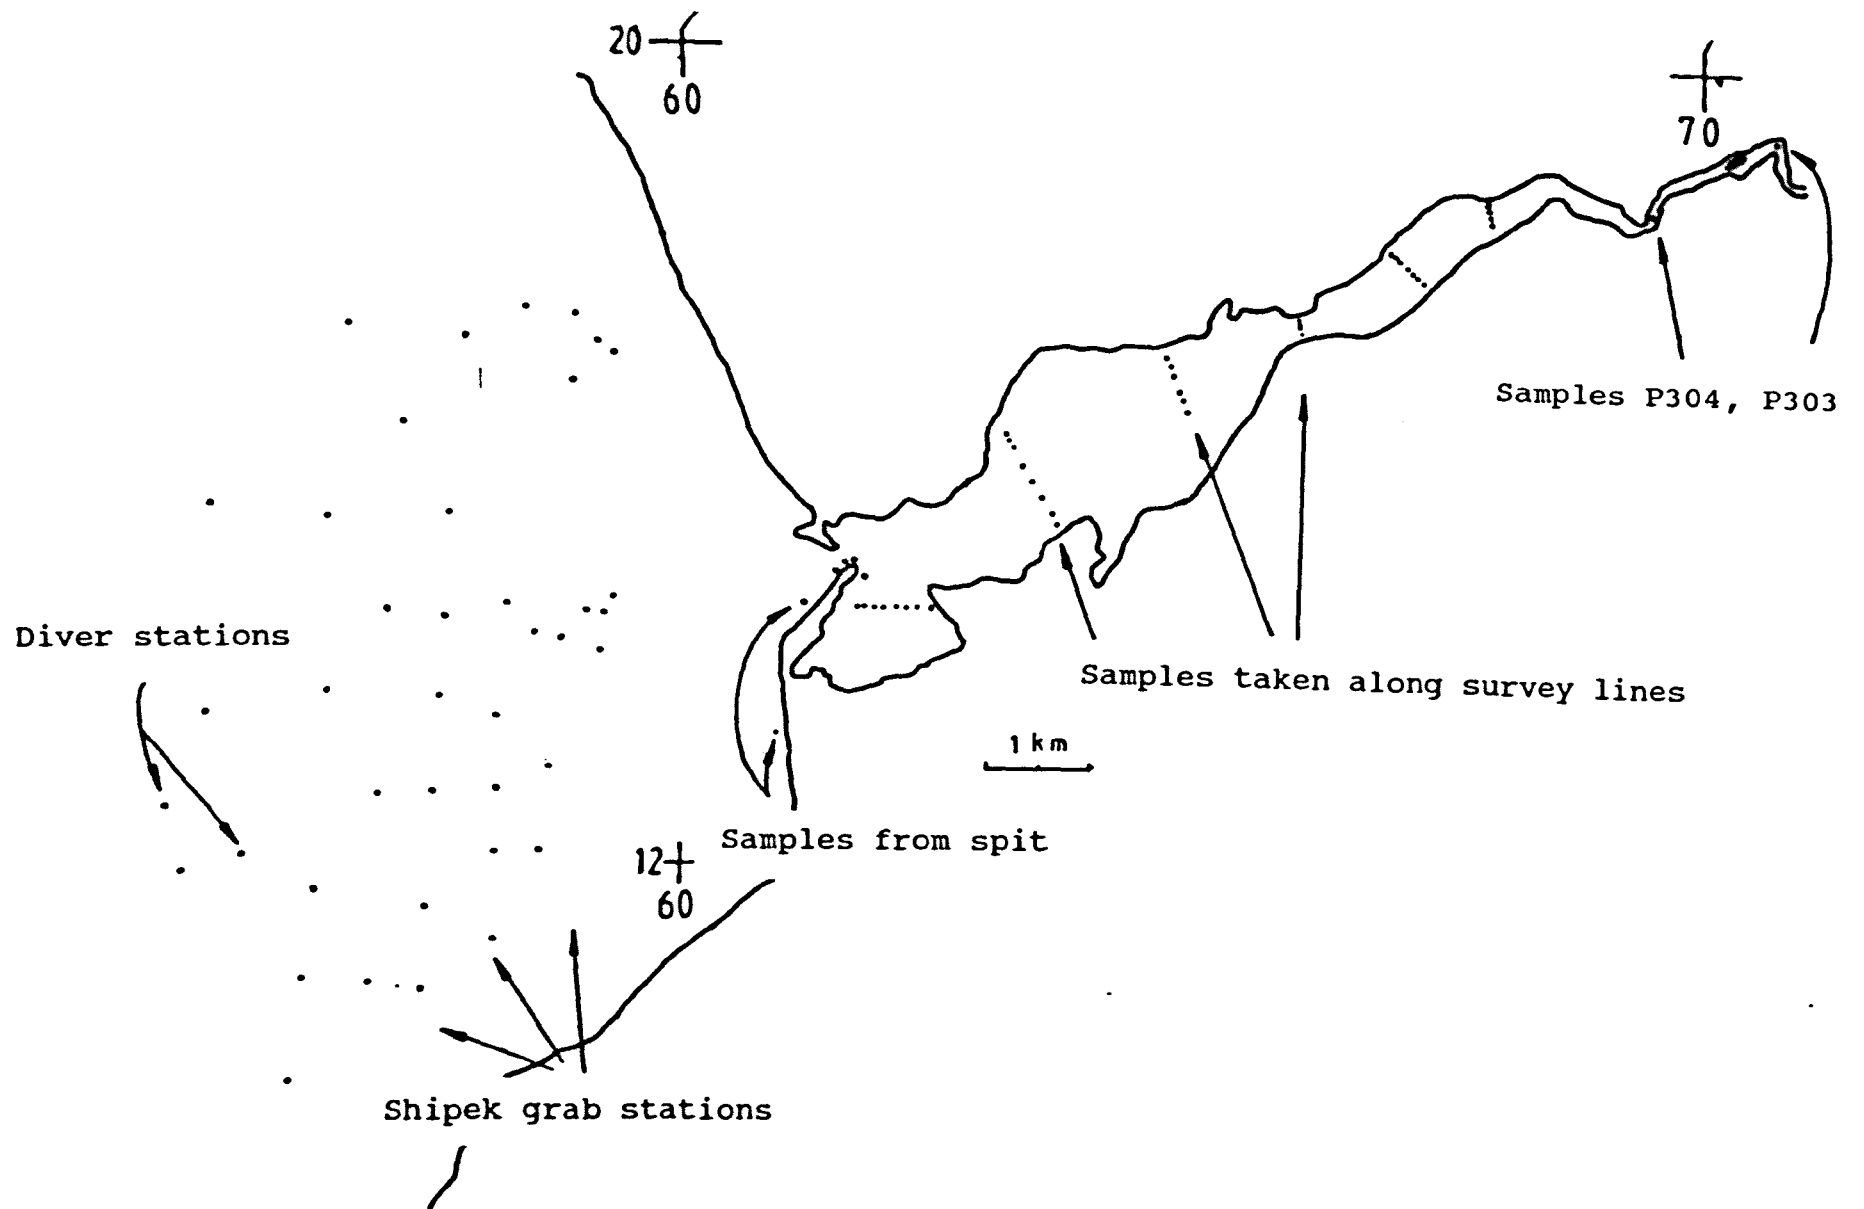 20
60
70
Samples P304, P303
Diver stations
Samples taken along survey lines
1 km
Samples from spit
12
60
Shipek grab stations